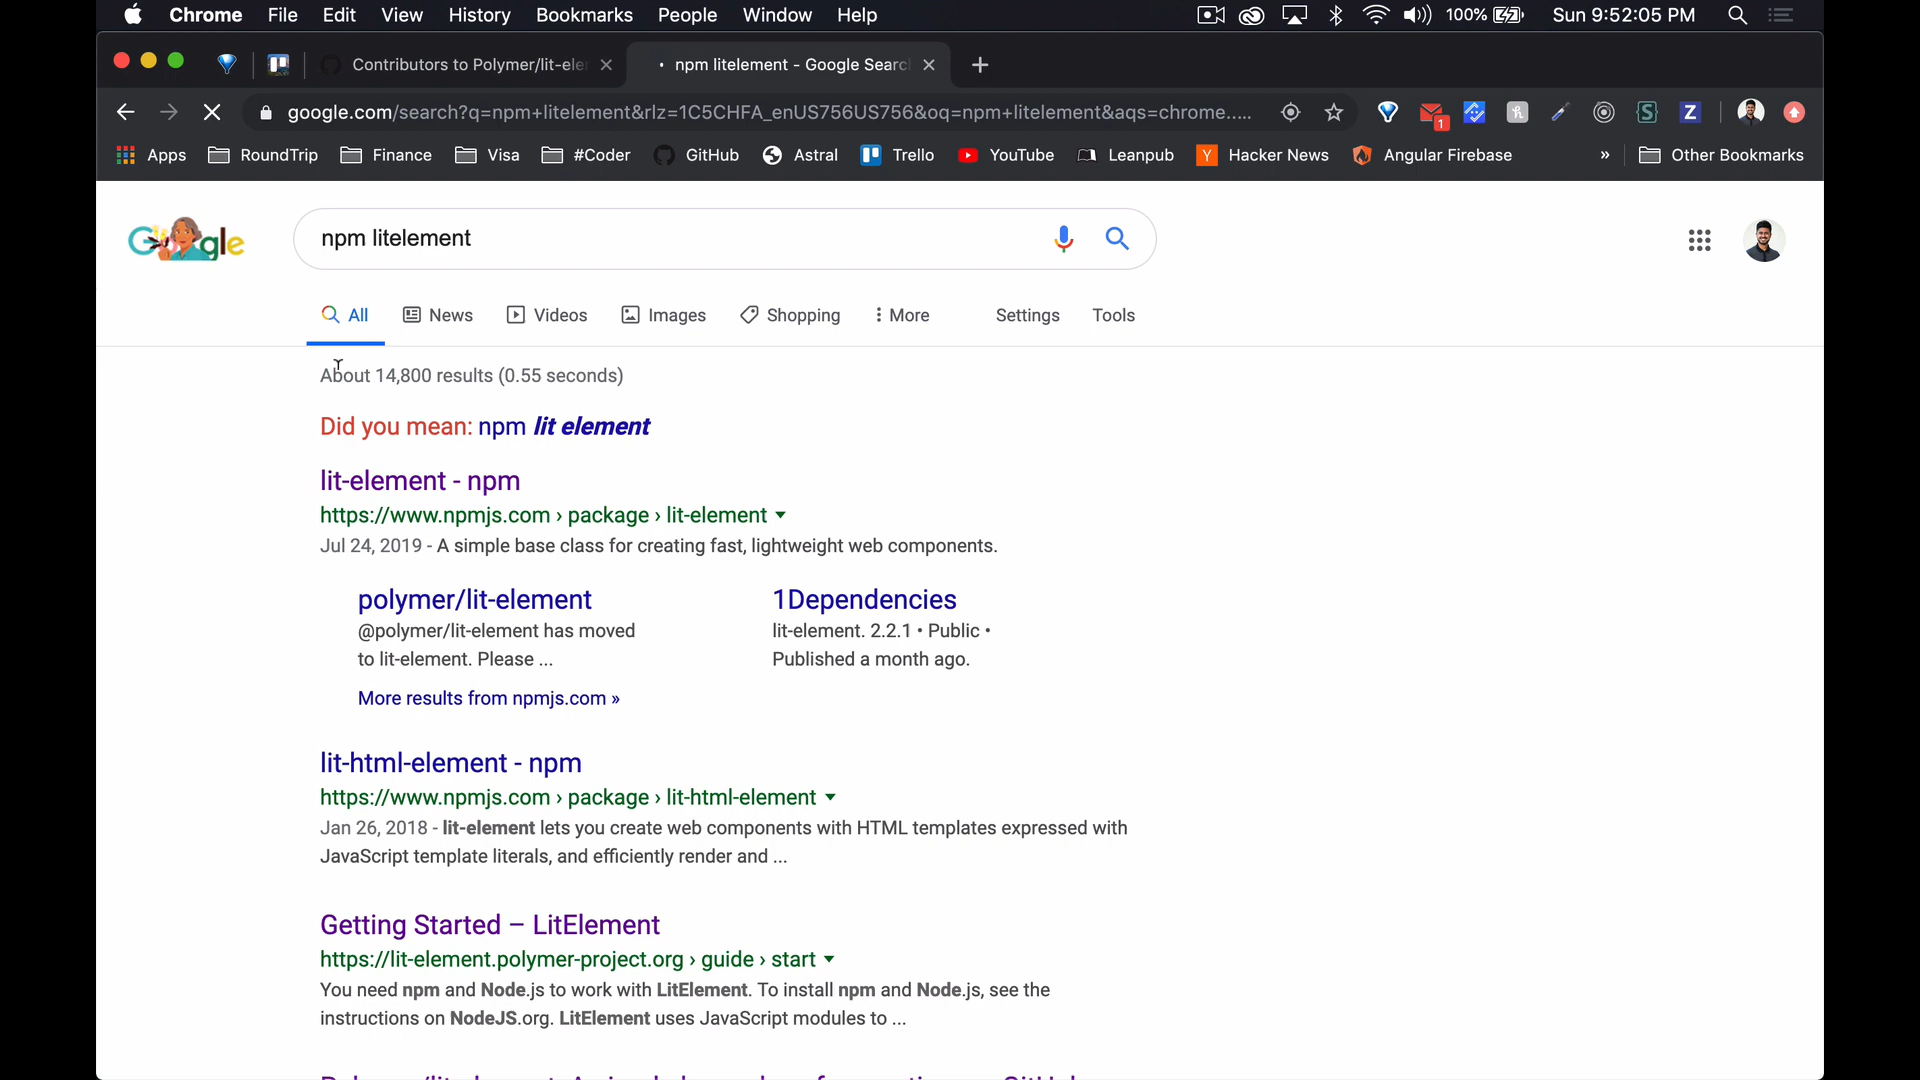 Chrome File Edit View History Bookmarks People Window Help 100% Sun 9:52:05 PM
Contributors to Polymer/lit-ele npm litelement - Google Searc
google.com/search?q=npm+litelement&rlz=1C5CHFA_enUS756US756&oq=npm+litelement&aqs=chrome..... 1
Apps RoundTrip Finance Visa #Coder GitHub Astral Trello YouTube Leanpub Hacker News Angular Firebase » Other Bookmarks
npm litelement
All News Videos Images Shopping More Settings Tools
About 14,800 results (0.55 seconds)
Did you mean: npm lit element
lit-element - npm
https://www.npmjs.com › package › lit-element
Jul 24, 2019 - A simple base class for creating fast, lightweight web components.
polymer/lit-element
@polymer/lit-element has moved
to lit-element. Please ...
1Dependencies
lit-element. 2.2.1 • Public •
Published a month ago.
More results from npmjs.com »
lit-html-element - npm
https://www.npmjs.com › package › lit-html-element
Jan 26, 2018 - lit-element lets you create web components with HTML templates expressed with
JavaScript template literals, and efficiently render and ...
Getting Started – LitElement
https://lit-element.polymer-project.org › guide › start
You need npm and Node.js to work with LitElement. To install npm and Node.js, see the
instructions on NodeJS.org. LitElement uses JavaScript modules to ...